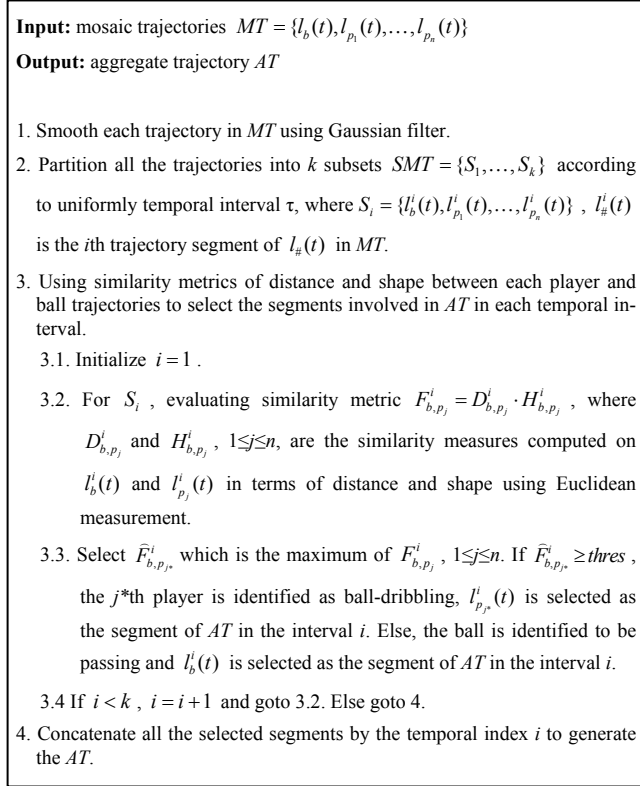 Input: mosaic trajectories MT = {l_b(t), l_{p_1}(t), ..., l_{p_n}(t)}
Output: aggregate trajectory AT
1. Smooth each trajectory in MT using Gaussian filter.
2. Partition all the trajectories into k subsets SMT = {S_1, ..., S_k} according
to uniformly temporal interval τ, where S_i = {l_b^i(t), l_{p_1}^i(t), ..., l_{p_n}^i(t)} , l_#^i(t)
is the ith trajectory segment of l_#(t) in MT.
3. Using similarity metrics of distance and shape between each player and
ball trajectories to select the segments involved in AT in each temporal in-
terval.
3.1. Initialize i = 1 .
3.2. For S_i , evaluating similarity metric F_{b,p_j}^i = D_{b,p_j}^i · H_{b,p_j}^i , where
D_{b,p_j}^i and H_{b,p_j}^i , 1≤j≤n, are the similarity measures computed on
l_b^i(t) and l_{p_j}^i(t) in terms of distance and shape using Euclidean
measurement.
3.3. Select F̂_{b,p_{j*}}^i which is the maximum of F_{b,p_j}^i , 1≤j≤n. If F̂_{b,p_{j*}}^i ≥ thres ,
the j*th player is identified as ball-dribbling, l_{p_{j*}}^i(t) is selected as
the segment of AT in the interval i. Else, the ball is identified to be
passing and l_b^i(t) is selected as the segment of AT in the interval i.
3.4 If i < k , i = i + 1 and goto 3.2. Else goto 4.
4. Concatenate all the selected segments by the temporal index i to generate
the AT.